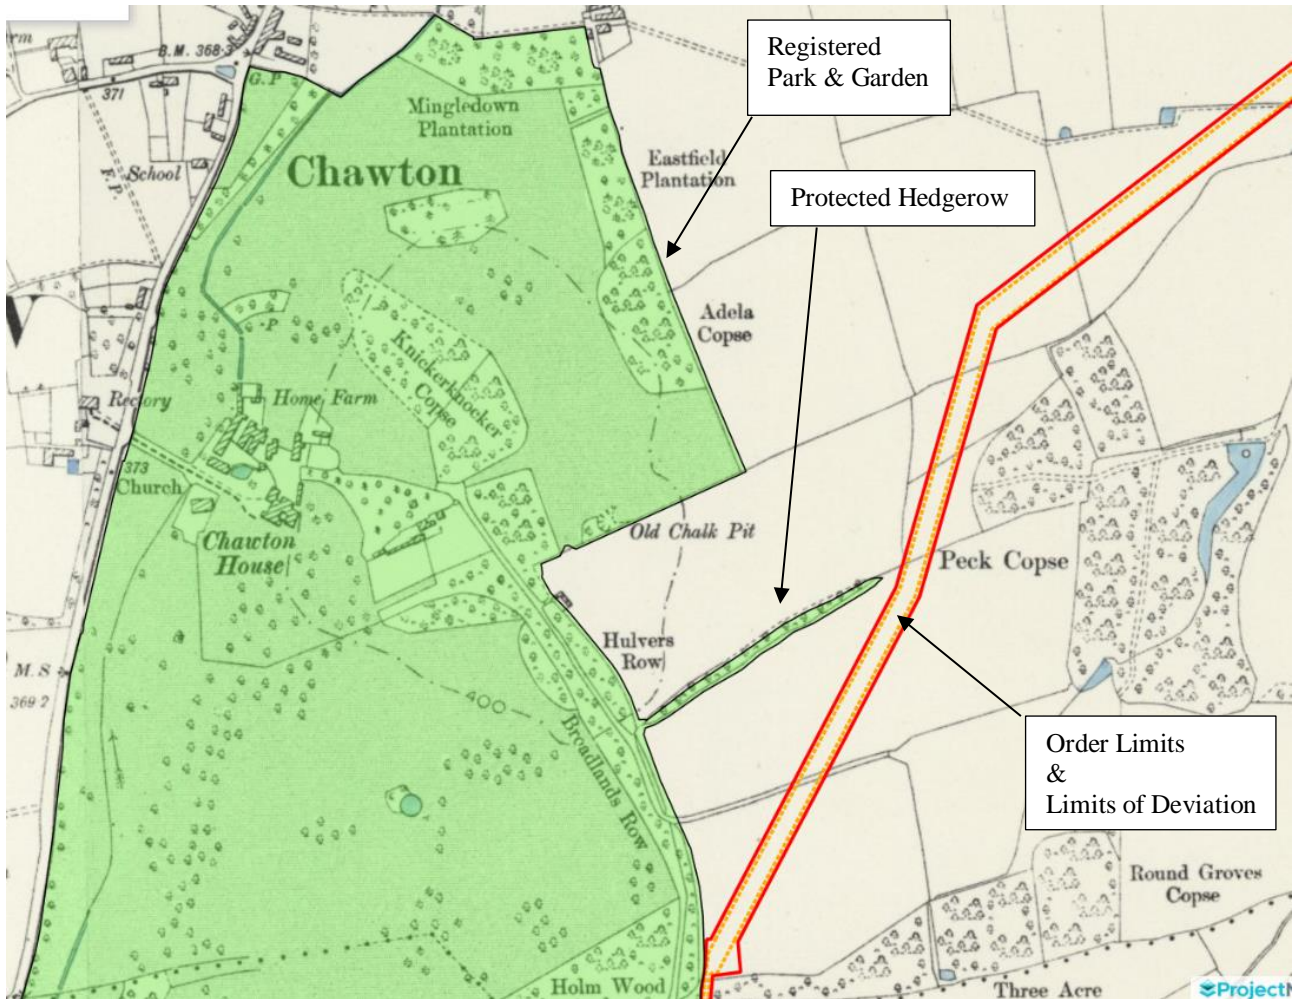 rm
B.M. 368·3
371
G.P
F.P.
School
Mingledown
Plantation
Chawton
Registered
Park & Garden
Eastfield
Plantation
Protected Hedgerow
Adela
Copse
P
Knickerknocker
Copse
Rectory
Home Farm
373
Church
Chawton
House
Old Chalk Pit
Peck Copse
Hulvers
Row
M.S
369·2
400
Broadlands Row
Order Limits
&
Limits of Deviation
Round Groves
Copse
Holm Wood
Three Acre